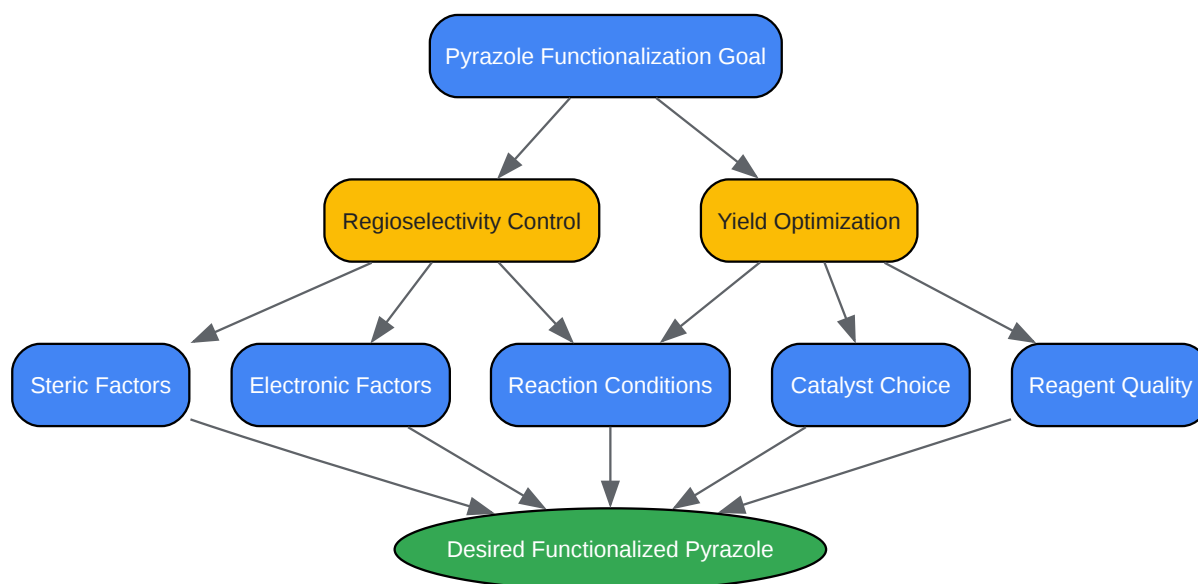 Pyrazole Functionalization Goal
Regioselectivity Control
Yield Optimization
Steric Factors
Electronic Factors
Reaction Conditions
Catalyst Choice
Reagent Quality
Desired Functionalized Pyrazole